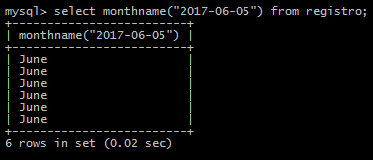 mysql> select monthname("2017-06-05") from registro;
+-------------------------+
| monthname("2017-06-05") |
+-------------------------+
| June                    |
| June                    |
| June                    |
| June                    |
| June                    |
| June                    |
+-------------------------+
6 rows in set (0.02 sec)